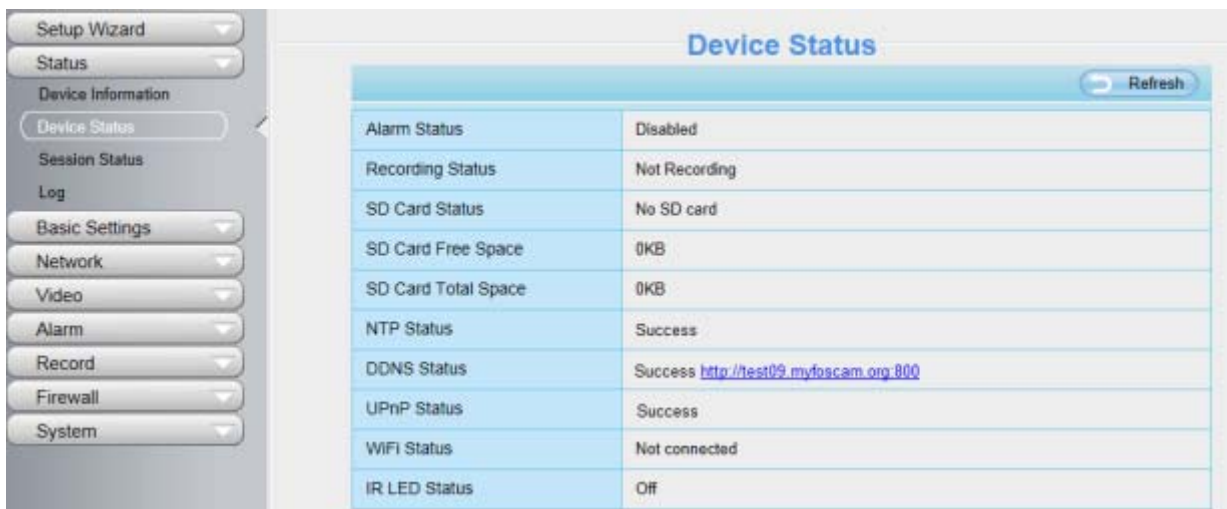 Setup Wizard
Status
Device Information
Device Status
Session Status
Log
Basic Settings
Network
Video
Alarm
Record
Firewall
System
Device Status
Refresh
Alarm Status Disabled
Recording Status Not Recording
SD Card Status No SD card
SD Card Free Space 0KB
SD Card Total Space 0KB
NTP Status Success
DDNS Status Success http://test09.myfoscam.org:800
UPnP Status Success
WiFi Status Not connected
IR LED Status Off